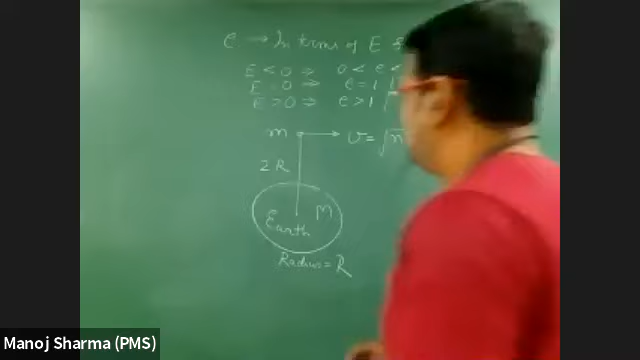 e → In terms of E &
E < 0 ⇒ 0 < e <
E = 0 ⇒ e = 1
E > 0 ⇒ e > 1
m v = √n
2R
Earth M
Radius = R
Manoj Sharma (PMS)